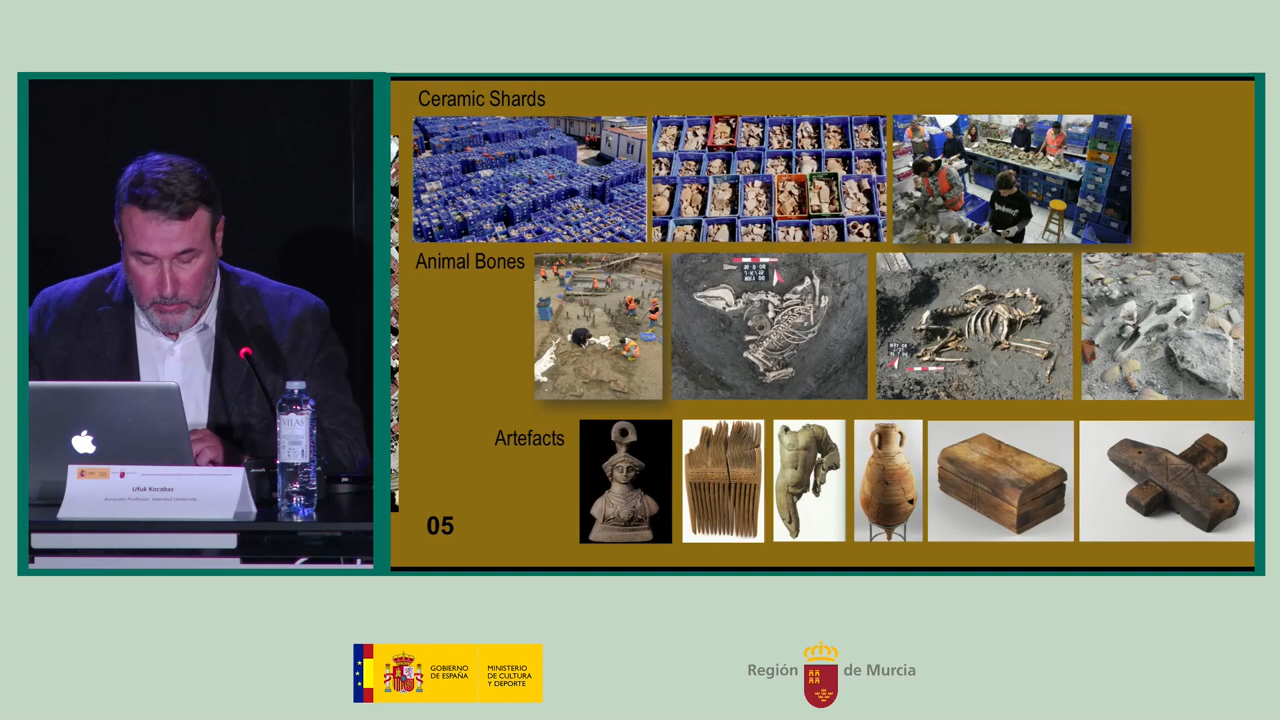 Ceramic Shards
Animal Bones
Artefacts
05
VILAS
Ufuk Kocabas
Associate Professor. Istanbul University
GOBIERNO
DE ESPAÑA
MINISTERIO
DE CULTURA
Y DEPORTE
Región de Murcia